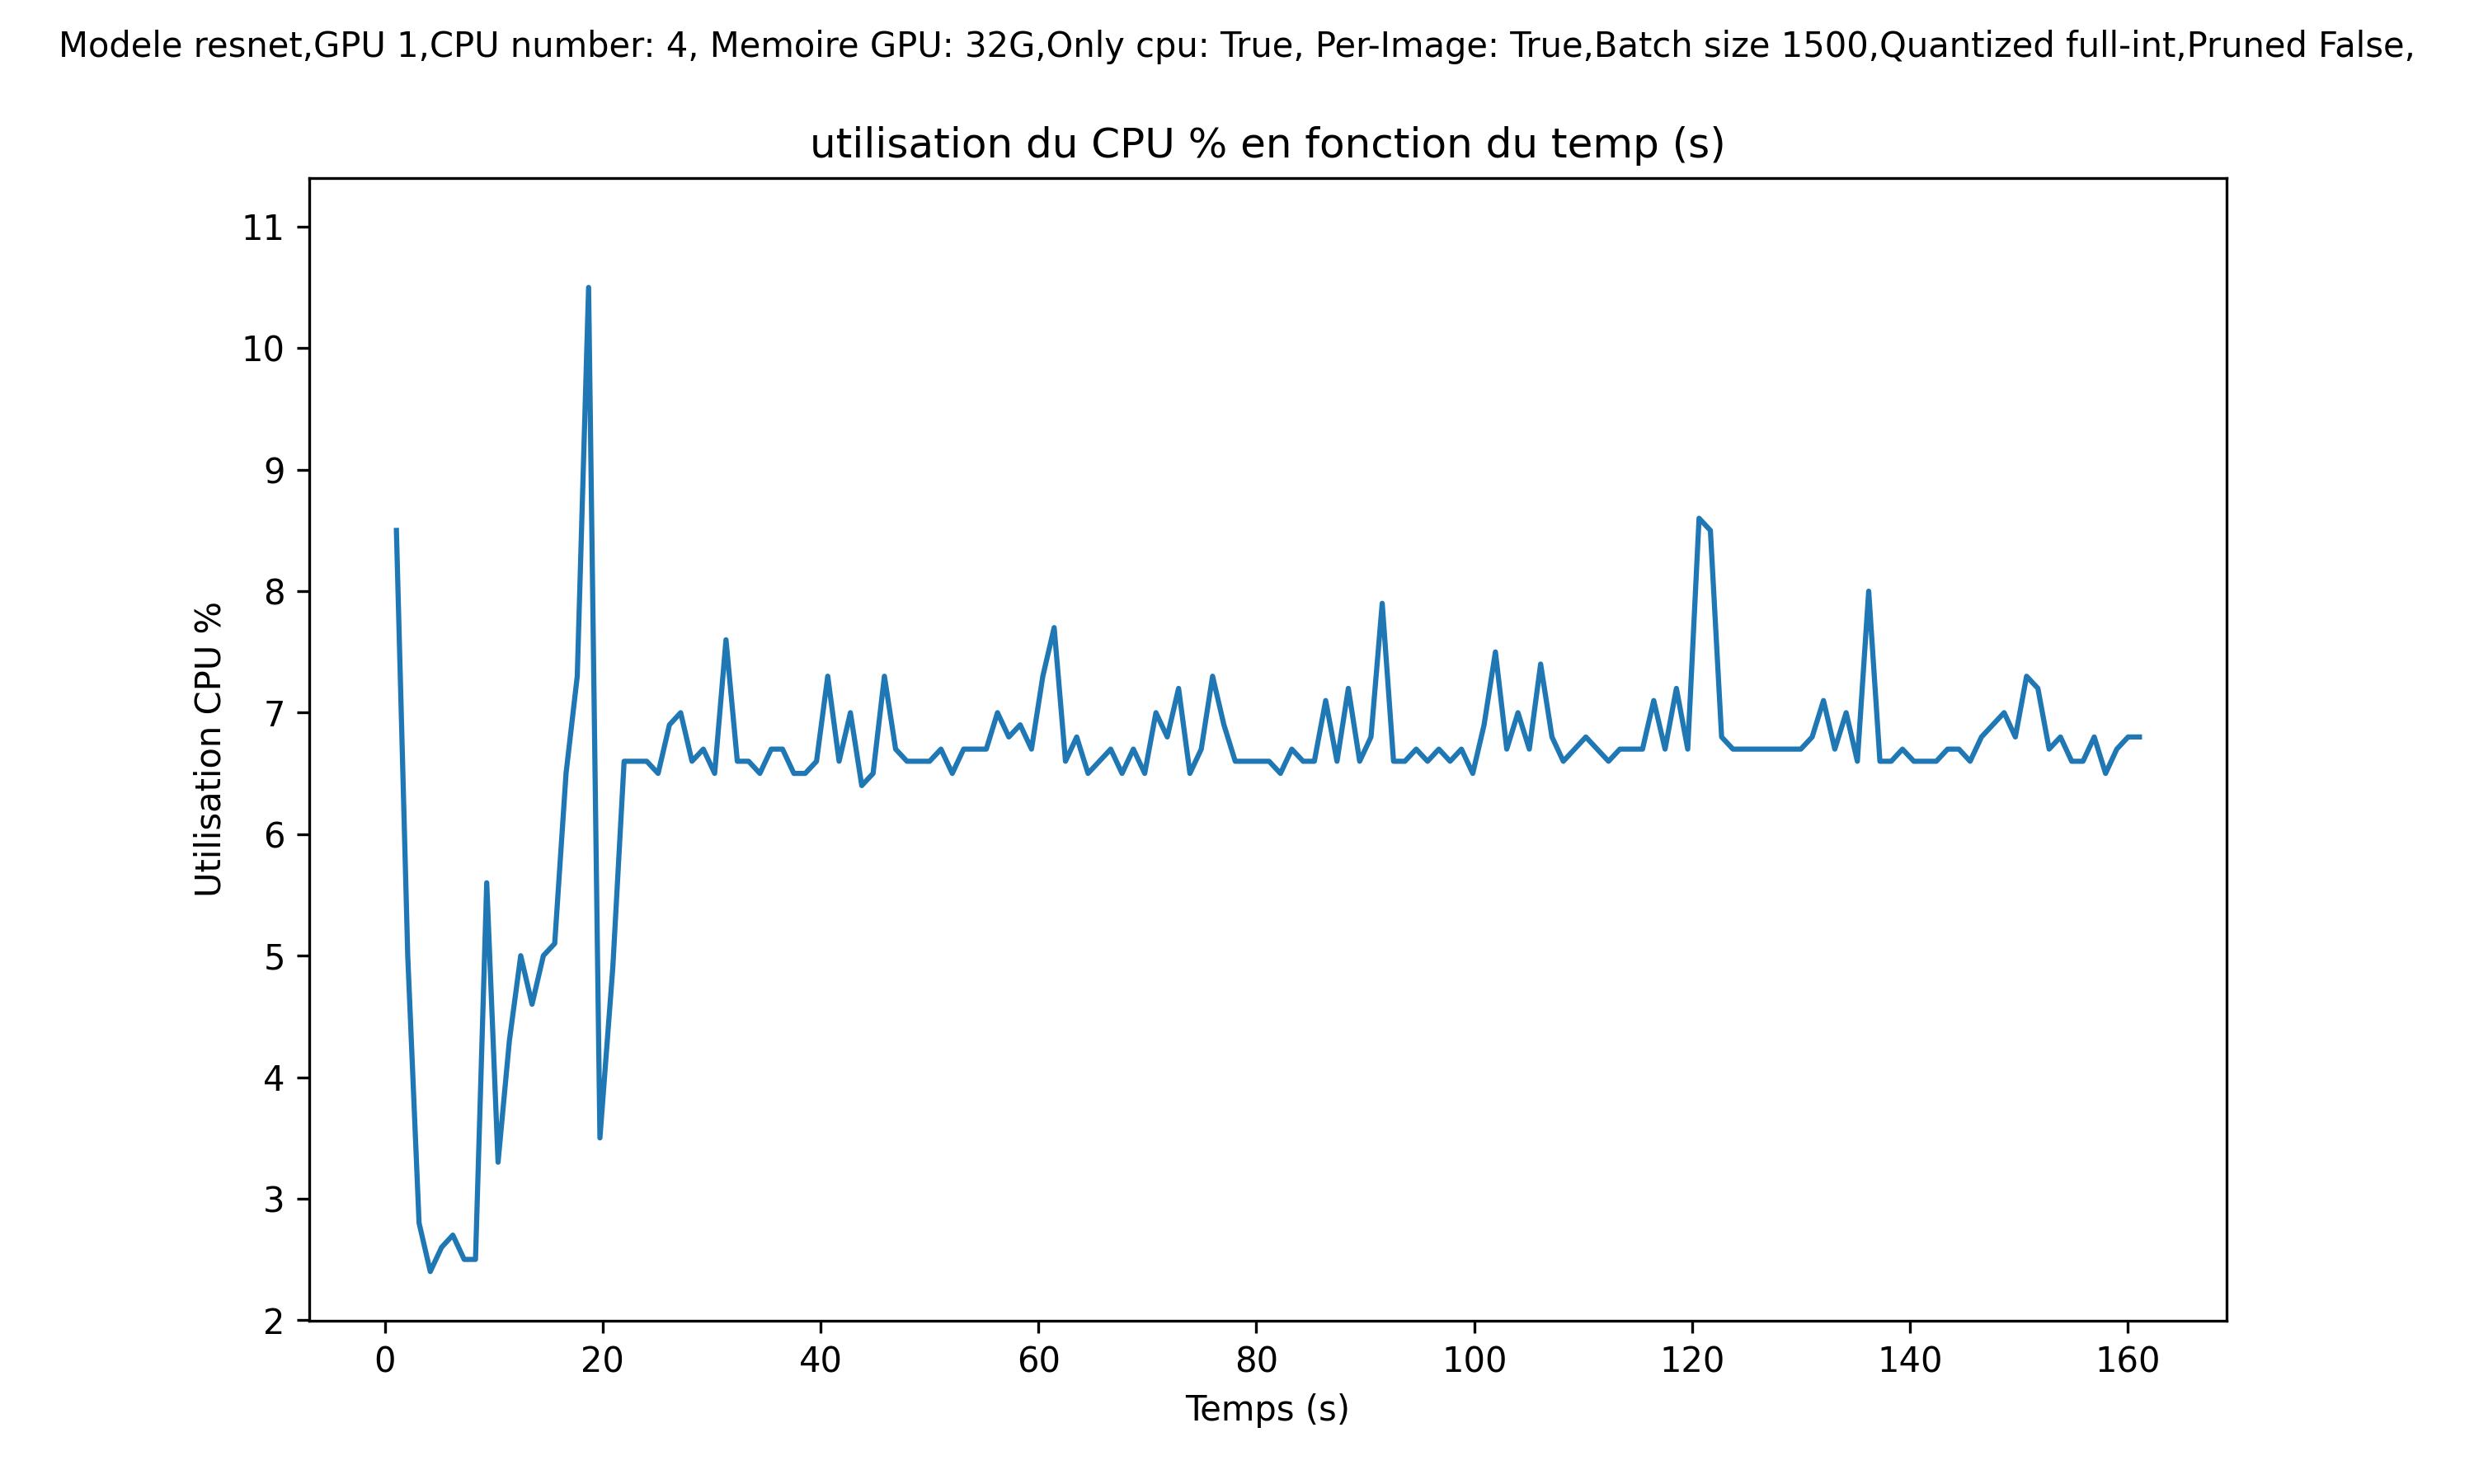 Modele resnet,GPU 1,CPU number: 4, Memoire GPU: 32G,Only cpu: True, Per-Image: True,Batch size 1500,Quantized full-int,Pruned False,
utilisation du CPU % en fonction du temp (s)
11
10
9
8
7
6
5
4
3
2
Utilisation CPU %
0 20 40 60 80 100 120 140 160
Temps (s)